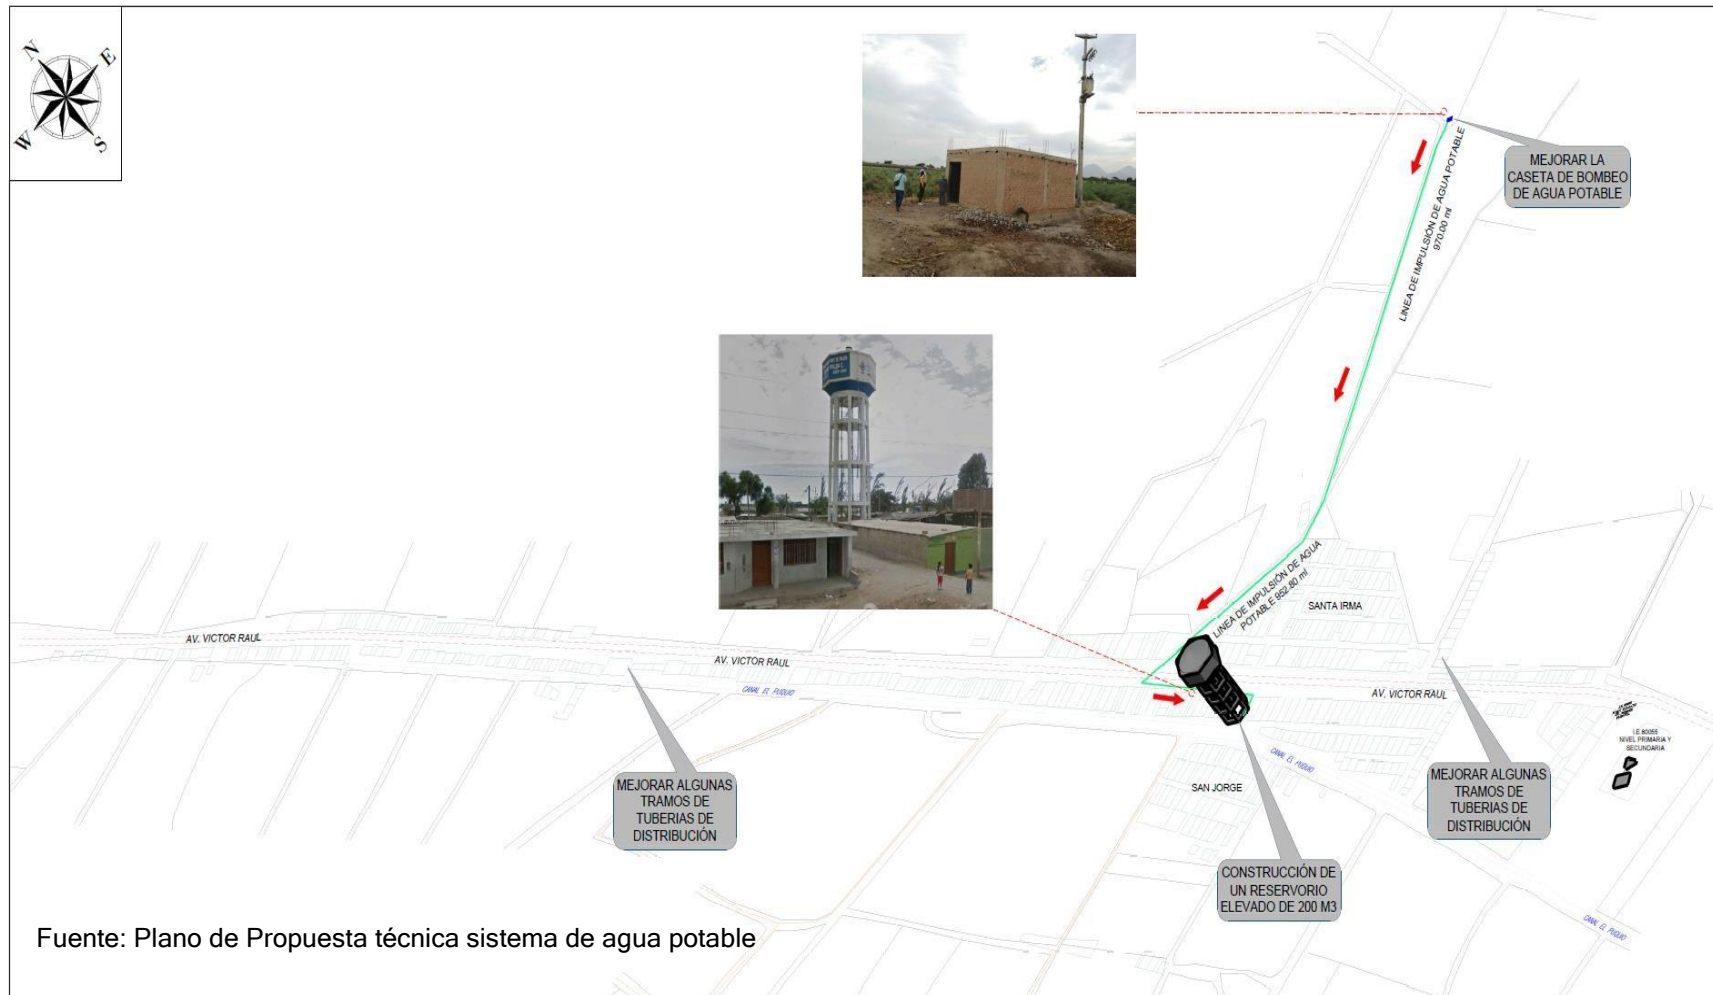 N
E
W
S
MEJORAR LA
CASETA DE BOMBEO
DE AGUA POTABLE
LINEA DE IMPULSIÓN DE AGUA POTABLE
970.00 ml
LINEA DE IMPULSIÓN DE AGUA
POTABLE 952.80 ml
SANTA IRMA
AV. VICTOR RAUL
AV. VICTOR RAUL
AV. VICTOR RAUL
CANAL EL PUQUIO
CANAL EL PUQUIO
I.E.80055
NIVEL PRIMARIA Y
SECUNDARIA
SAN JORGE
MEJORAR ALGUNAS
TRAMOS DE
TUBERIAS DE
DISTRIBUCIÓN
MEJORAR ALGUNAS
TRAMOS DE
TUBERIAS DE
DISTRIBUCIÓN
CONSTRUCCIÓN DE
UN RESERVORIO
ELEVADO DE 200 M3
CANAL EL PUQUIO
Fuente: Plano de Propuesta técnica sistema de agua potable